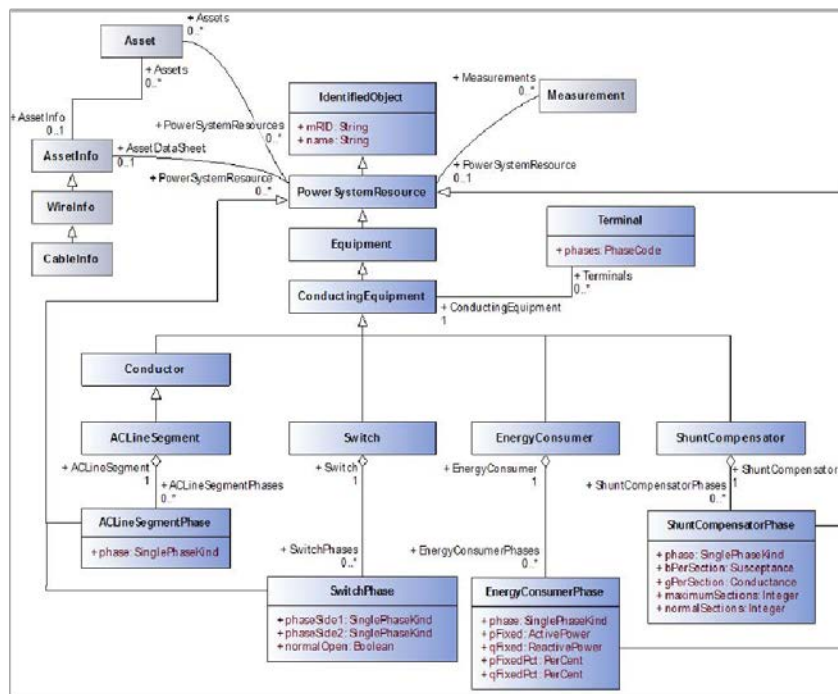 + Assets
0..*
Asset
+ Assets
0..*
IdentifiedObject
+ mRID: String
+ name: String
+ Measurements
0..*
Measurement
+ AssetInfo
0..1
+ PowerSystemResources
0..*
AssetInfo
+ AssetDataSheet
0..1
+ PowerSystemResource
0..*
+ PowerSystemResource
0..1
PowerSystemResource
WireInfo
CableInfo
Equipment
Terminal
+ phases: PhaseCode
+ Terminals
0..*
ConductingEquipment
+ ConductingEquipment
1
Conductor
ACLineSegment
Switch
EnergyConsumer
ShuntCompensator
+ ACLineSegment
1
+ Switch
1
+ EnergyConsumer
1
+ ShuntCompensator
1
+ ACLineSegmentPhases
0..*
+ ShuntCompensatorPhases
0..*
ACLineSegmentPhase
+ phase: SinglePhaseKind
ShuntCompensatorPhase
+ phase: SinglePhaseKind
+ bPerSection: Susceptance
+ gPerSection: Conductance
+ maximumSections: Integer
+ normalSections: Integer
+ SwitchPhases
0..*
+ EnergyConsumerPhases
0..*
SwitchPhase
+ phaseSide1: SinglePhaseKind
+ phaseSide2: SinglePhaseKind
+ normalOpen: Boolean
EnergyConsumerPhase
+ phase: SinglePhaseKind
+ pFixed: ActivePower
+ qFixed: ReactivePower
+ pFixedPct: PerCent
+ qFixedPct: PerCent